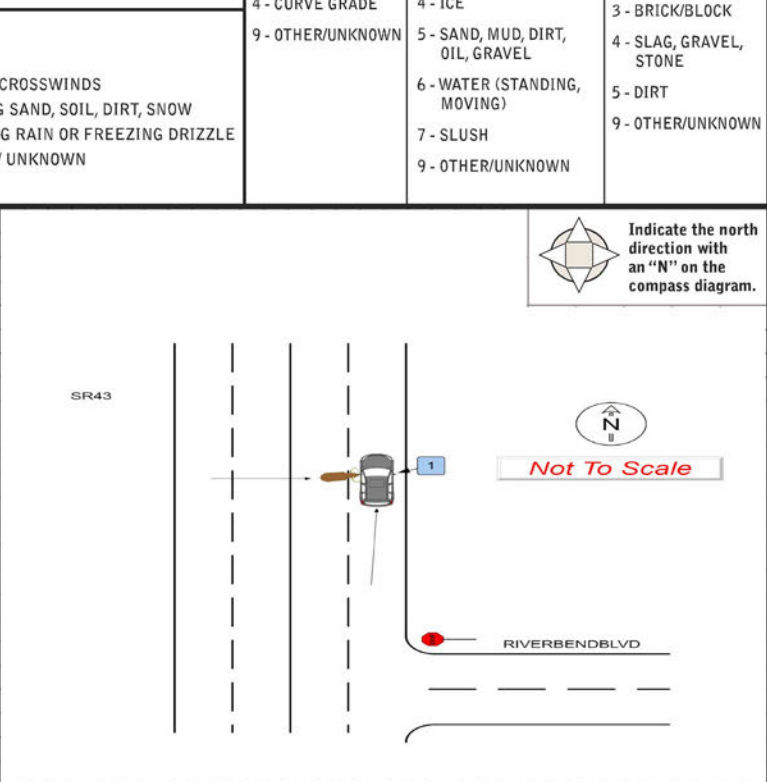 CROSSWINDS
SAND, SOIL, DIRT, SNOW
RAIN OR FREEZING DRIZZLE
/ UNKNOWN
4 - CURVE GRADE
9 - OTHER/UNKNOWN
4 - ICE
5 - SAND, MUD, DIRT,
OIL, GRAVEL
6 - WATER (STANDING,
MOVING)
7 - SLUSH
9 - OTHER/UNKNOWN
3 - BRICK/BLOCK
4 - SLAG, GRAVEL,
STONE
5 - DIRT
9 - OTHER/UNKNOWN
Indicate the north
direction with
an “N” on the
compass diagram.
SR43
N
1
Not To Scale
RIVERBENDBLVD